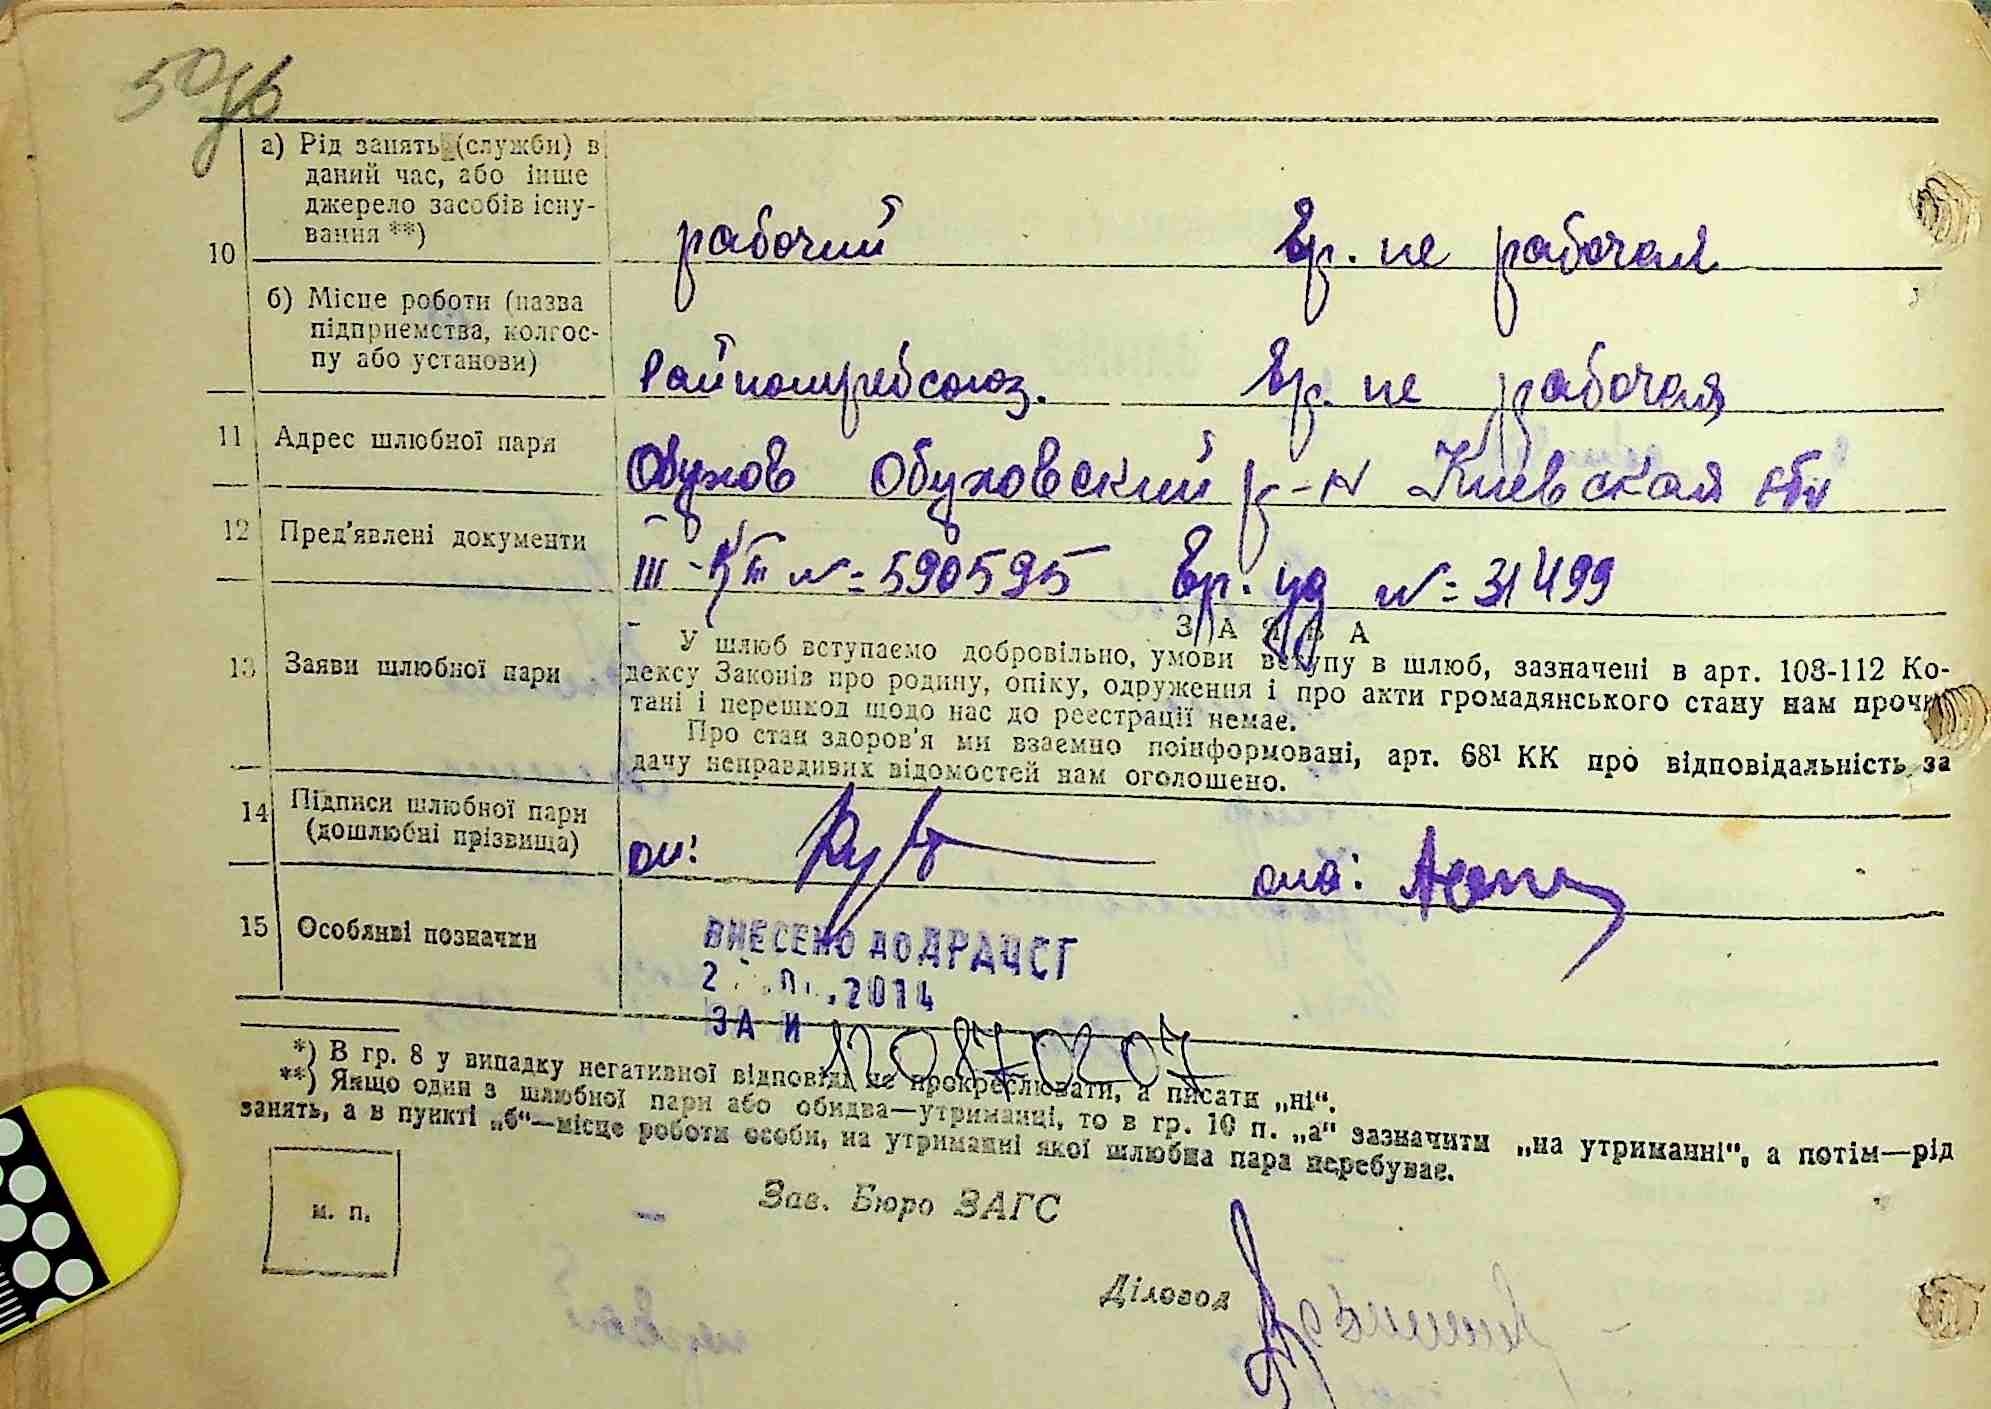 50зв
а) Рід занять (служби) в
даний час, або інше
джерело засобів існу-
вання **)
10
рабочий Вр. не рабочая
б) Місце роботи (назва
підприємства, колгос-
пу або установи)
Райпотребсоюз. Вр. не рабочая
11 Адрес шлюбної пари
Обухов Обуховский р-н Киевская обл
12 Пред'явлені документи
III-КП № 590595 Вр. уд № 31499
13 Заяви шлюбної пари
ЗАЯВА
У шлюб вступаємо добровільно, умови вступу в шлюб, зазначені в арт. 108-112 Ко-
дексу Законів про родину, опіку, одруження і про акти громадянського стану нам прочи-
тані і перешкод щодо нас до реєстрації немає.
Про стан здоров'я ми взаємно поінформовані, арт. 68¹ КК про відповідальність за
дачу неправдивих відомостей нам оголошено.
14 Підписи шлюбної пари
(дошлюбні прізвища)
он: она:
15 Особливі позначки
ВНЕСЕНО ДО ДРАЦСГ
2014
ЗА N 120870207
*) В гр. 8 у випадку негативної відповіді не прокреслювати, а писати „ні“.
**) Якщо один з шлюбної пари або обидва—утриманці, то в гр. 10 п. „а“ зазначити „на утриманні“, а потім—рід
занять, а в пункті „б“—місце роботи особи, на утриманні якої шлюбна пара перебуває.
м. п.
Зав. Бюро ЗАГС
Діловод